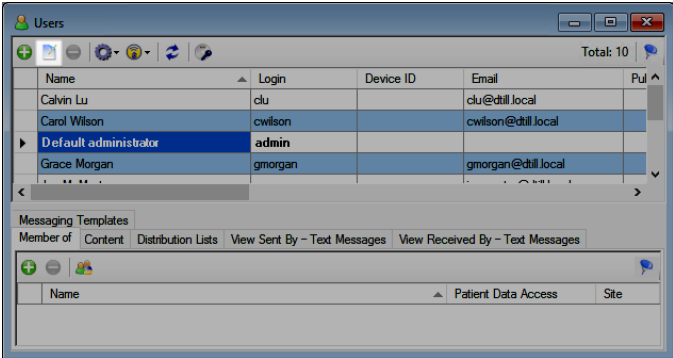 Users
Total: 10
Name Login Device ID Email Pul
Calvin Lu clu clu@dtill.local
Carol Wilson cwilson cwilson@dtill.local
Default administrator admin
Grace Morgan gmorgan gmorgan@dtill.local
Messaging Templates
Member of Content Distribution Lists View Sent By - Text Messages View Received By - Text Messages
Name Patient Data Access Site